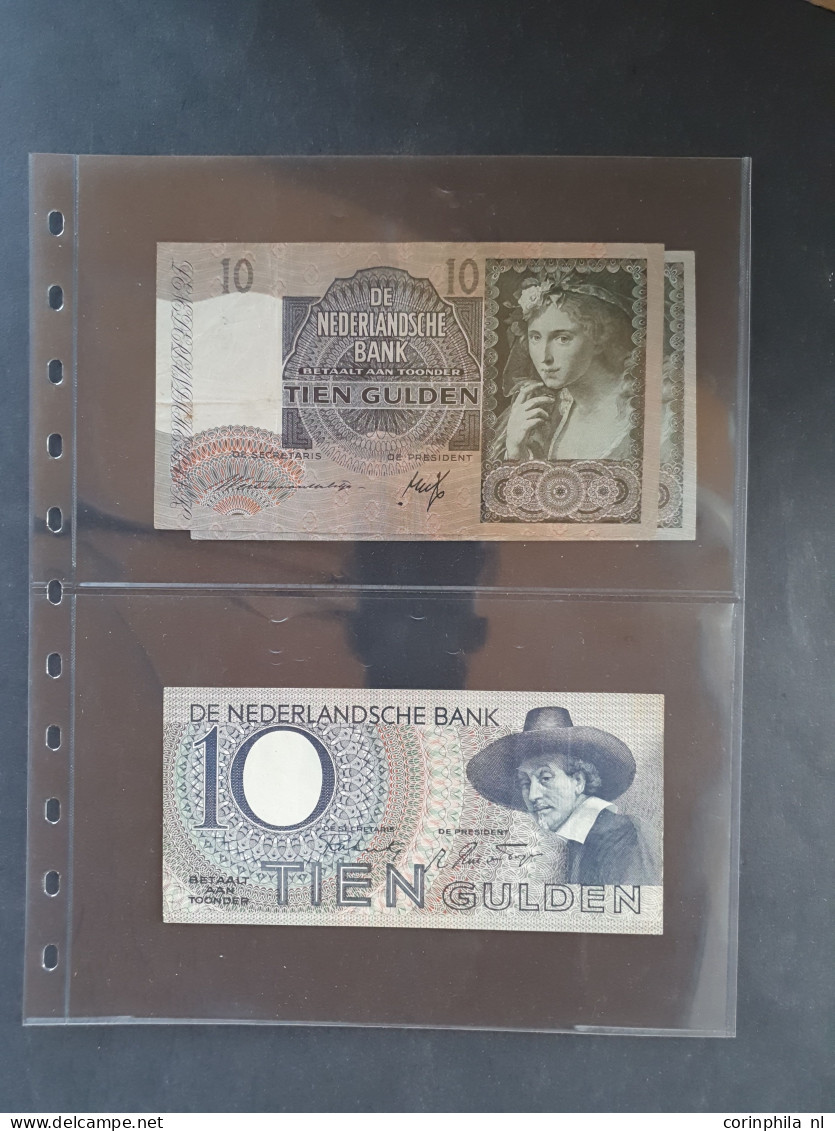 10
10
DE
NEDERLANDSCHE
BANK
BETAALT AAN TOONDER
TIEN GULDEN
DE SECRETARIS DE PRESIDENT
DE NEDERLANDSCHE BANK
10
DE SECRETARIS DE PRESIDENT
BETAALT
AAN
TOONDER
TIEN GULDEN
DELCAMPE.NET
corinphila nl